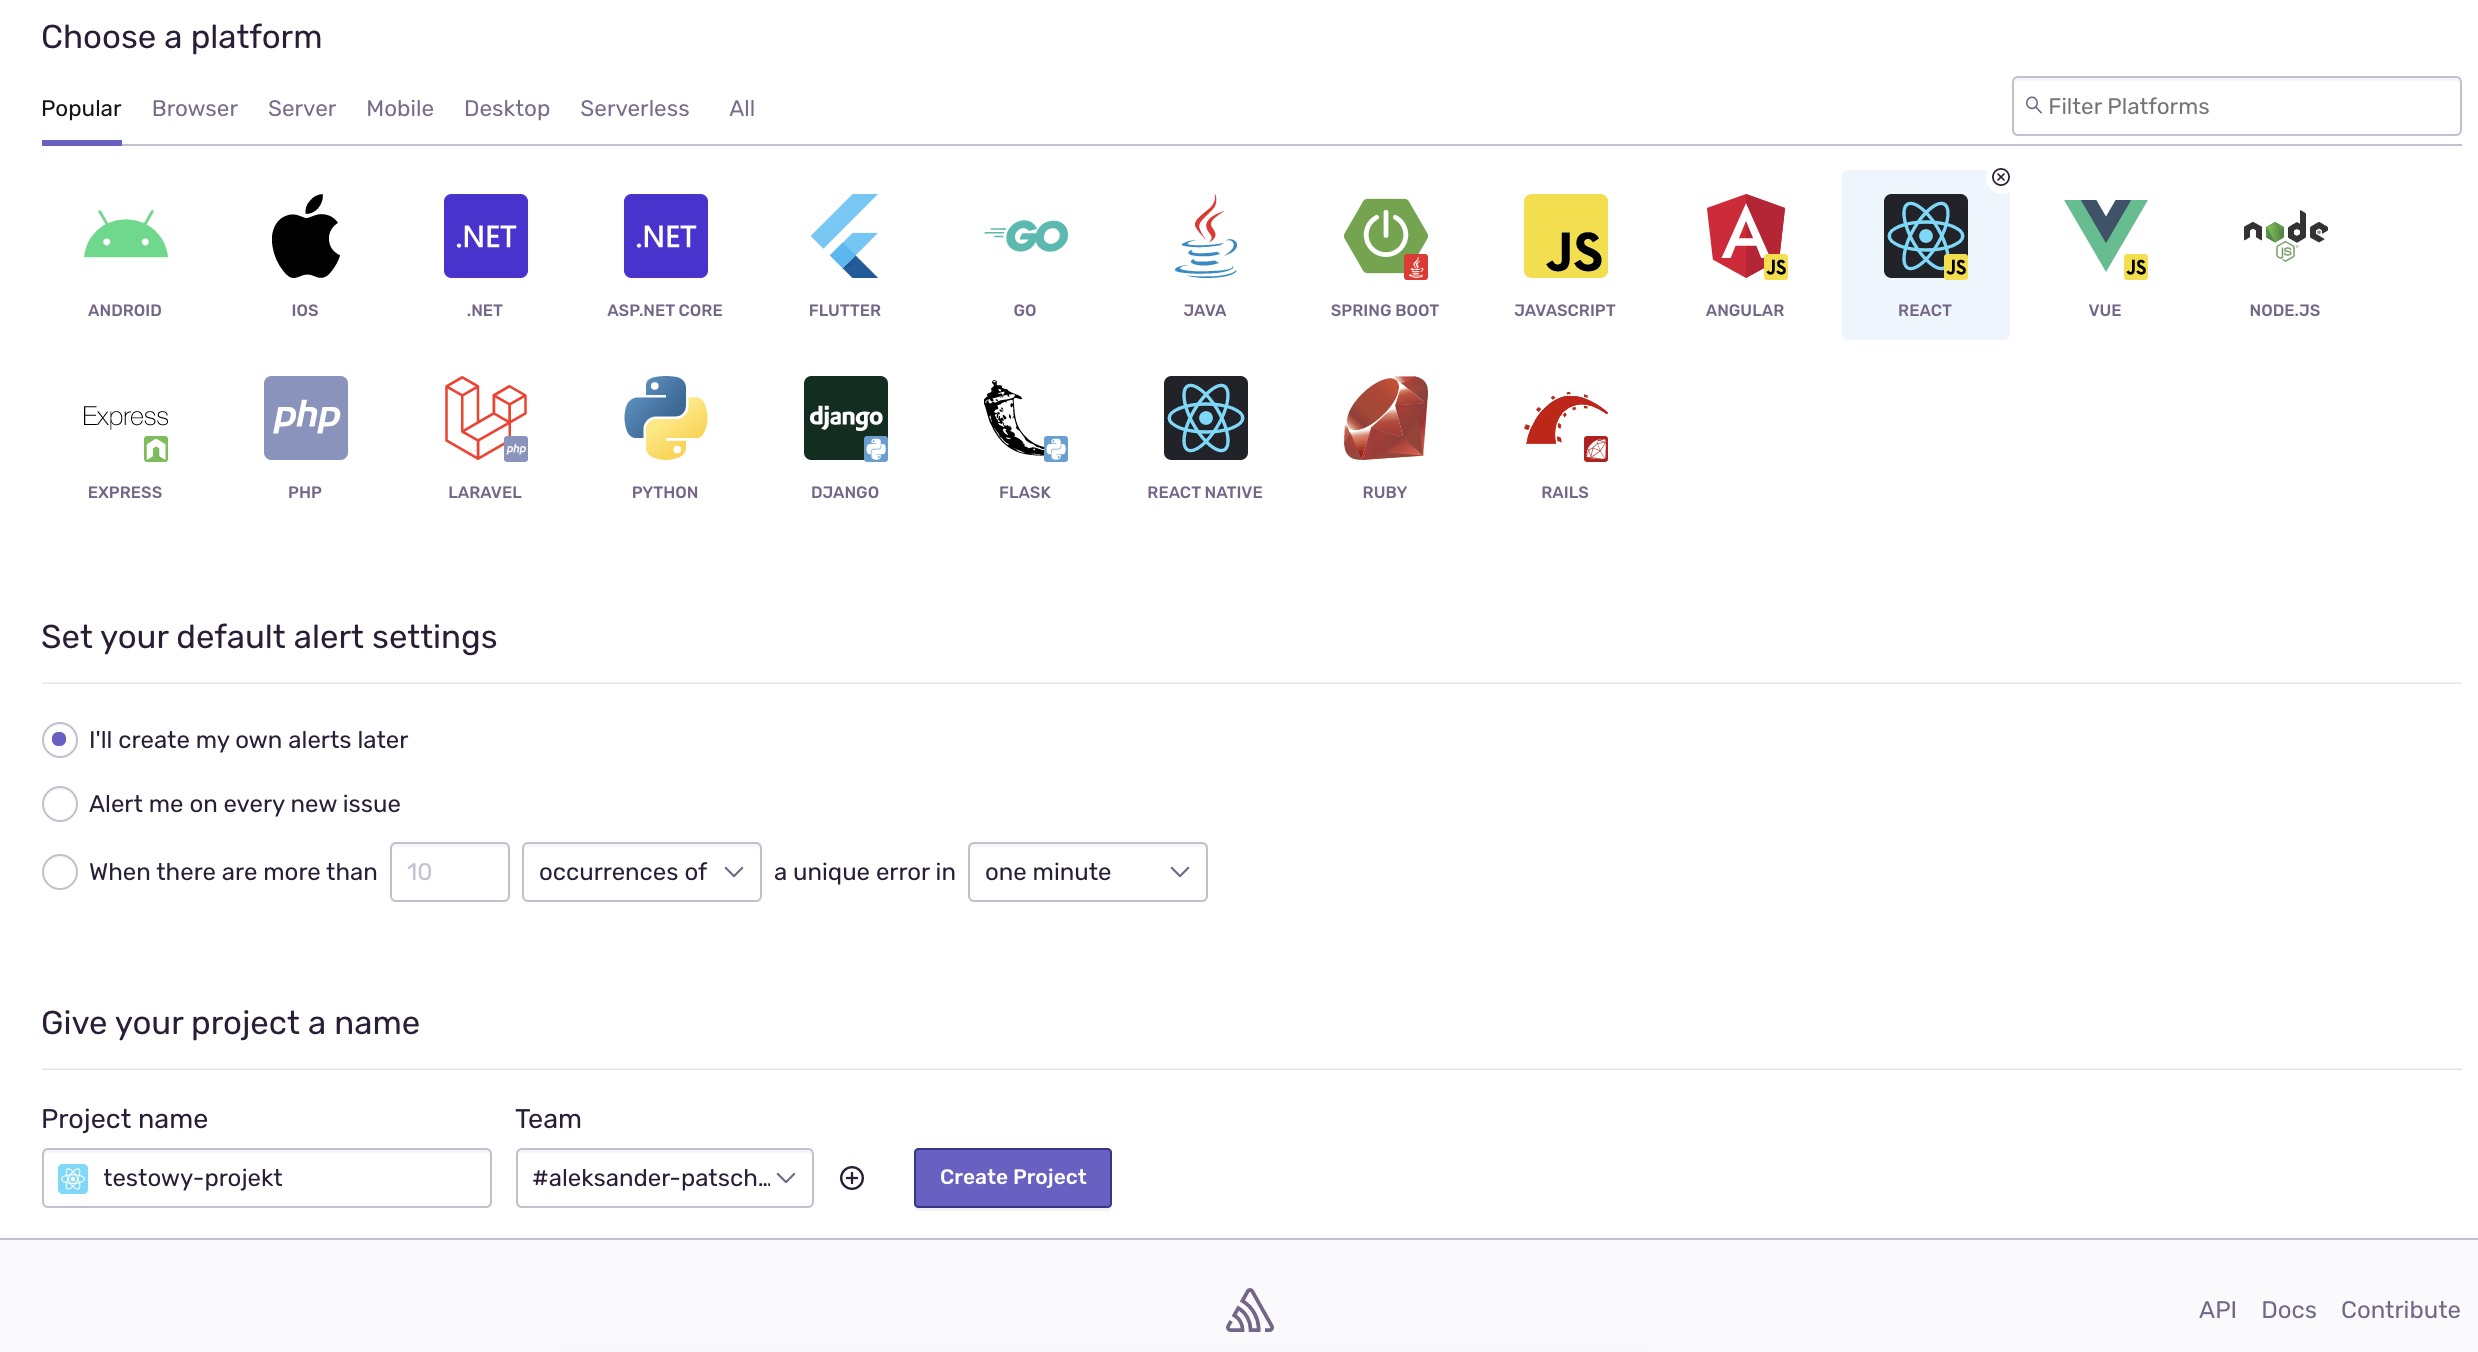 Choose a platform
Popular Browser Server Mobile Desktop Serverless All
Filter Platforms
.NET .NET GO JS JS JS JS node JS
ANDROID IOS .NET ASP.NET CORE FLUTTER GO JAVA SPRING BOOT JAVASCRIPT ANGULAR REACT VUE NODE.JS
Express php php django
EXPRESS PHP LARAVEL PYTHON DJANGO FLASK REACT NATIVE RUBY RAILS
Set your default alert settings
I'll create my own alerts later
Alert me on every new issue
When there are more than 10 occurrences of a unique error in one minute
Give your project a name
Project name Team
testowy-projekt #aleksander-patsch... Create Project
API Docs Contribute